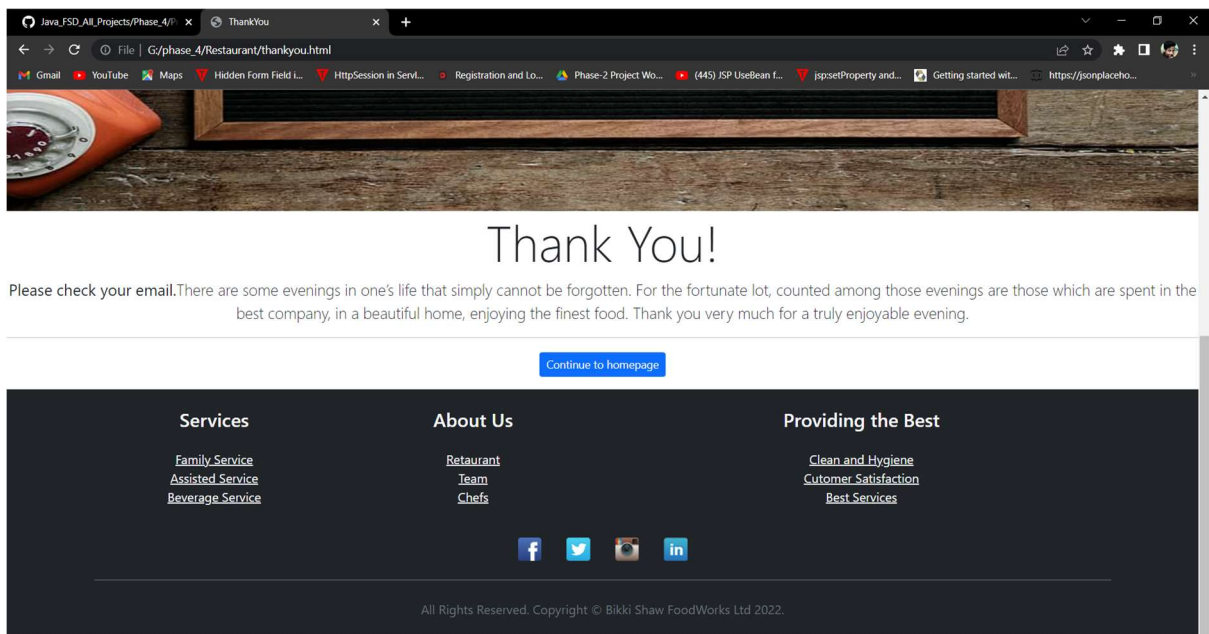 Java_FSD_All_Projects/Phase_4/P
ThankYou
File | G:/phase_4/Restaurant/thankyou.html
Gmail
YouTube
Maps
Hidden Form Field i...
HttpSession in Servl...
Registration and Lo...
Phase-2 Project Wo...
(445) JSP UseBean f...
jsp:setProperty and...
Getting started wit...
https://jsonplaceho...
Thank You!
Please check your email.There are some evenings in one's life that simply cannot be forgotten. For the fortunate lot, counted among those evenings are those which are spent in the
best company, in a beautiful home, enjoying the finest food. Thank you very much for a truly enjoyable evening.
Continue to homepage
Services
Family Service
Assisted Service
Beverage Service
About Us
Retaurant
Team
Chefs
Providing the Best
Clean and Hygiene
Cutomer Satisfaction
Best Services
All Rights Reserved. Copyright © Bikki Shaw FoodWorks Ltd 2022.